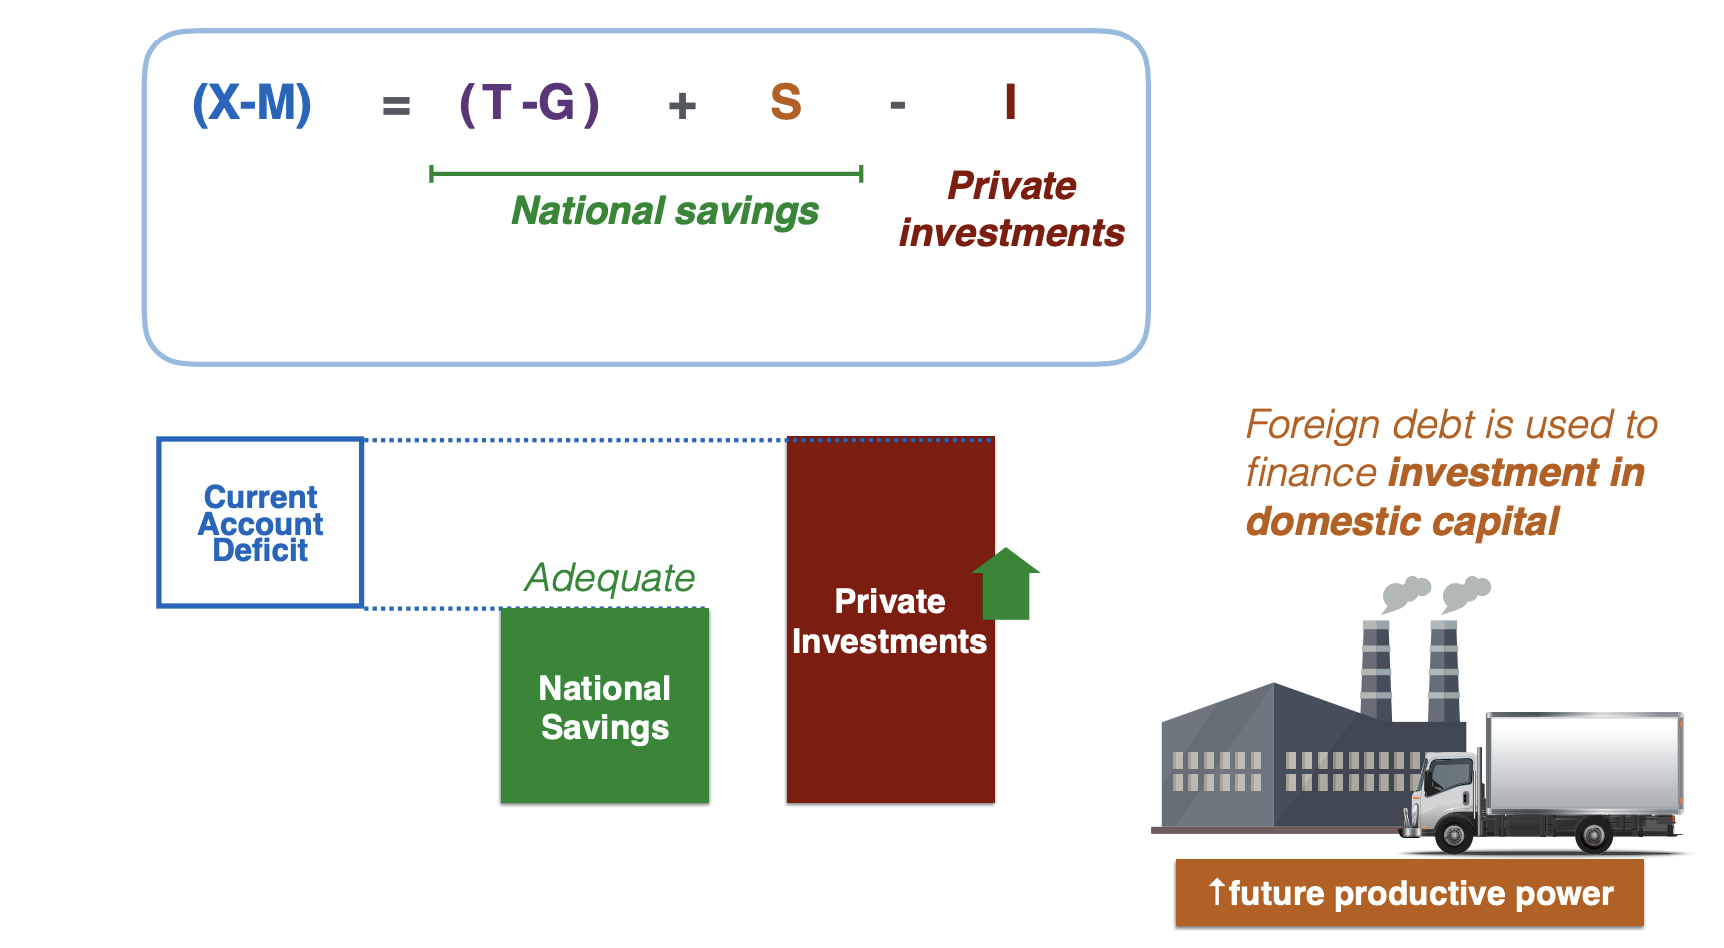 (X-M) = (T -G) + S - I
National savings
Private
investments
Current
Account
Deficit
Adequate
National
Savings
Private
Investments
Foreign debt is used to
finance investment in
domestic capital
↑future productive power